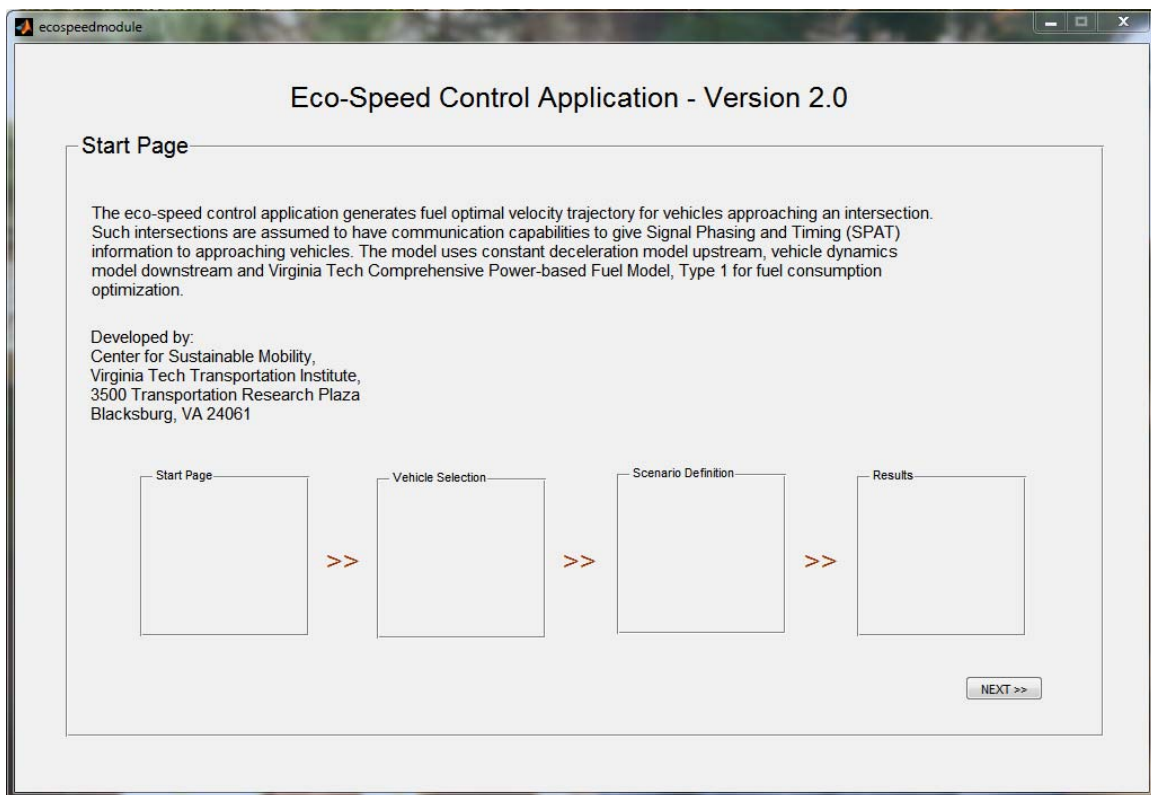 ecospeedmodule
Eco-Speed Control Application - Version 2.0
Start Page
The eco-speed control application generates fuel optimal velocity trajectory for vehicles approaching an intersection.
Such intersections are assumed to have communication capabilities to give Signal Phasing and Timing (SPAT)
information to approaching vehicles. The model uses constant deceleration model upstream, vehicle dynamics
model downstream and Virginia Tech Comprehensive Power-based Fuel Model, Type 1 for fuel consumption
optimization.
Developed by:
Center for Sustainable Mobility,
Virginia Tech Transportation Institute,
3500 Transportation Research Plaza
Blacksburg, VA 24061
Start Page >> Vehicle Selection >> Scenario Definition >> Results
NEXT >>